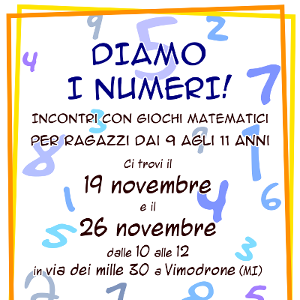 DIAMO
I NUMERI!
INCONTRI CON GIOCHI MATEMATICI
PER RAGAZZI DAI 9 AGLI 11 ANNI
Ci trovi il
19 novembre
e il
26 novembre
dalle 10 alle 12
in via dei mille 30 a Vimodrone (MI)